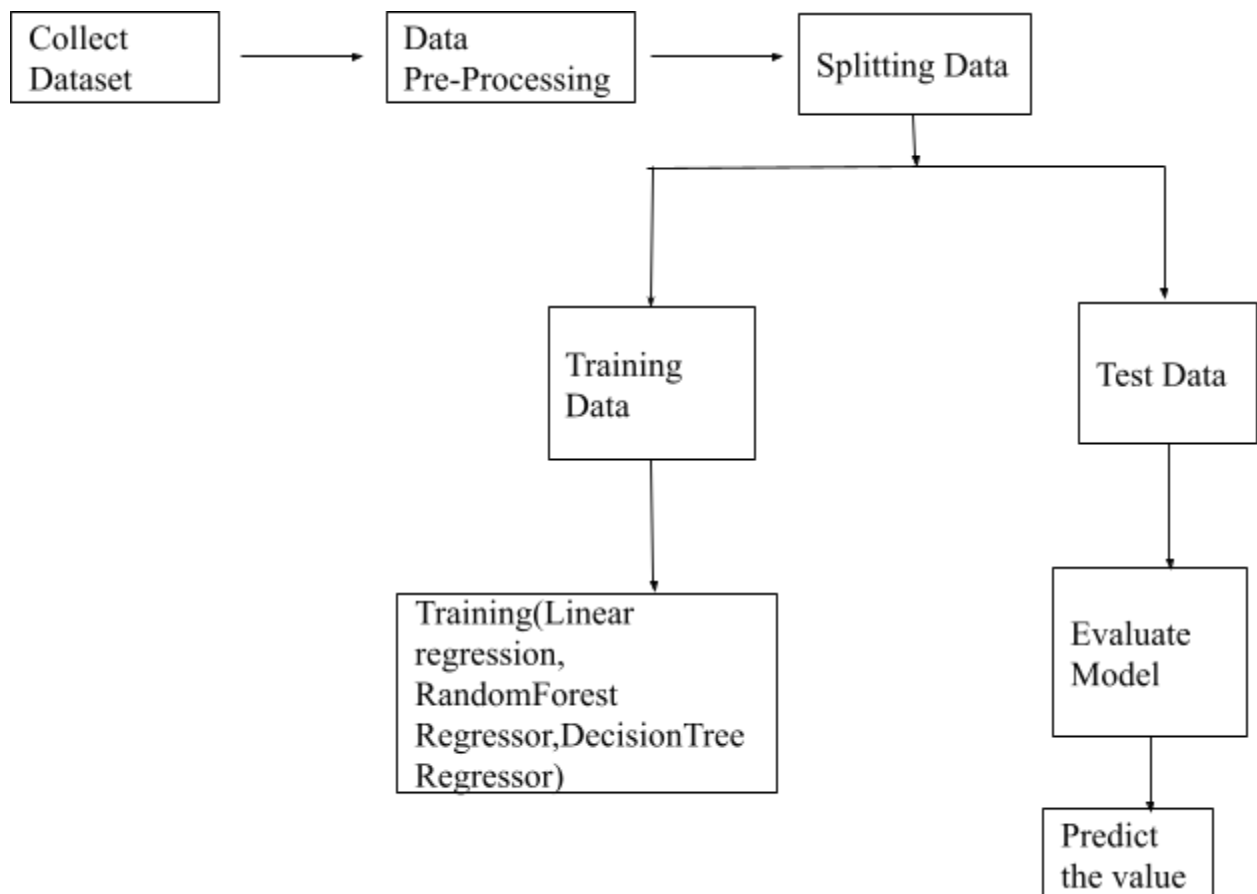 Collect
Dataset
Data
Pre-Processing
Splitting Data
Training
Data
Test Data
Training(Linear
regression,
RandomForest
Regressor,DecisionTree
Regressor)
Evaluate
Model
Predict
the value